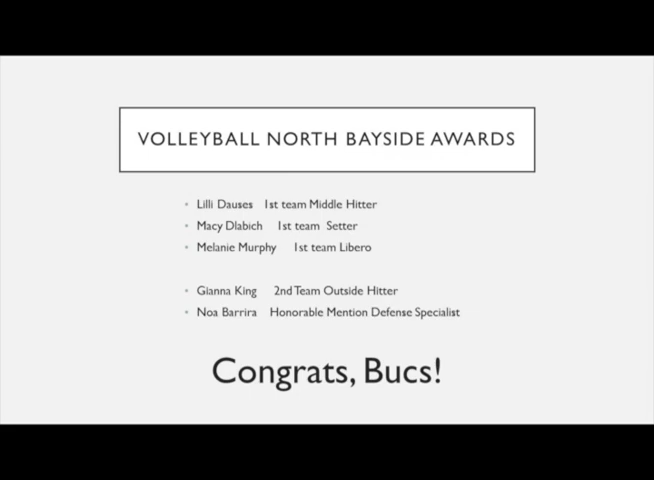 VOLLEYBALL NORTH BAYSIDE AWARDS
• Lilli Dauses 1st team Middle Hitter
• Macy Dlabich 1st team Setter
• Melanie Murphy 1st team Libero
• Gianna King 2nd Team Outside Hitter
• Noa Barrira Honorable Mention Defense Specialist
Congrats, Bucs!